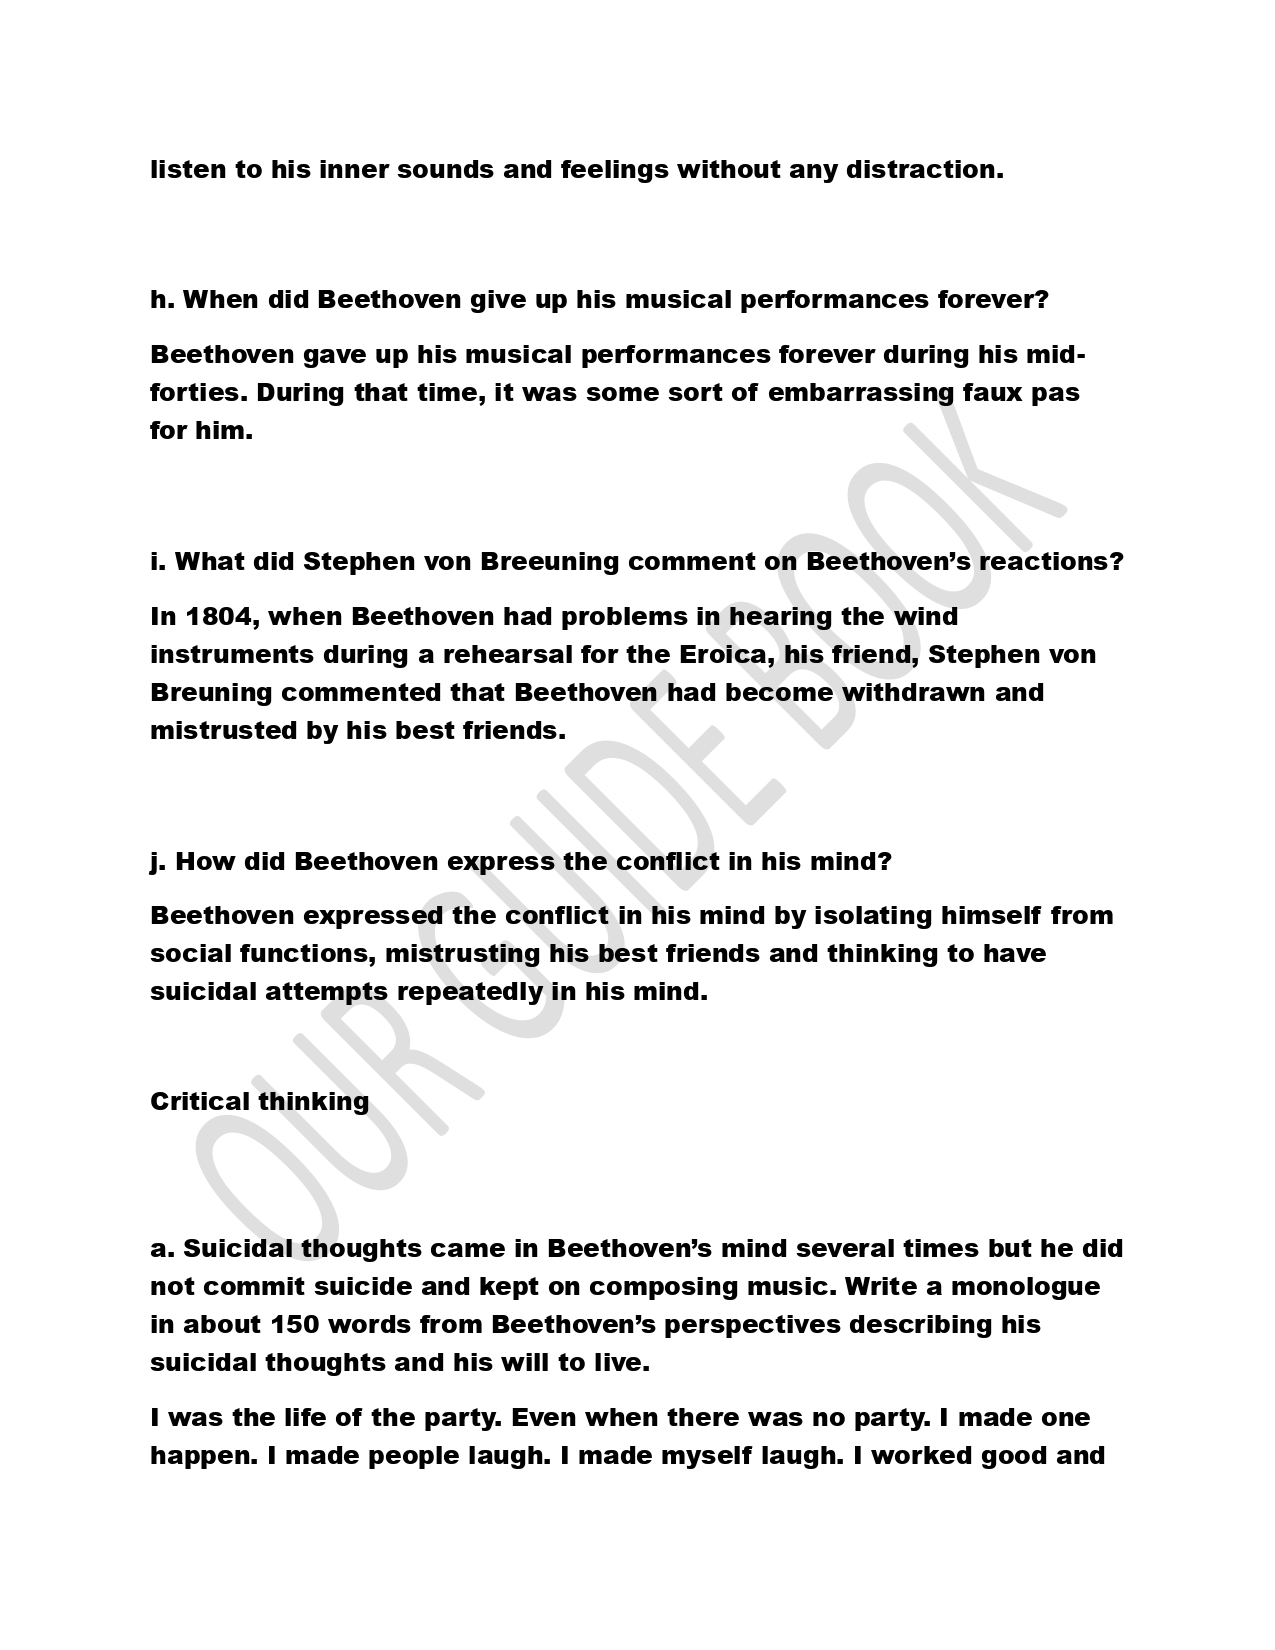 listen to his inner sounds and feelings without any distraction.
h. When did Beethoven give up his musical performances forever?
Beethoven gave up his musical performances forever during his mid-
forties. During that time, it was some sort of embarrassing faux pas
for him.
i. What did Stephen von Breeuning comment on Beethoven’s reactions?
In 1804, when Beethoven had problems in hearing the wind
instruments during a rehearsal for the Eroica, his friend, Stephen von
Breuning commented that Beethoven had become withdrawn and
mistrusted by his best friends.
j. How did Beethoven express the conflict in his mind?
Beethoven expressed the conflict in his mind by isolating himself from
social functions, mistrusting his best friends and thinking to have
suicidal attempts repeatedly in his mind.
Critical thinking
a. Suicidal thoughts came in Beethoven’s mind several times but he did
not commit suicide and kept on composing music. Write a monologue
in about 150 words from Beethoven’s perspectives describing his
suicidal thoughts and his will to live.
I was the life of the party. Even when there was no party. I made one
happen. I made people laugh. I made myself laugh. I worked good and
OUR GUIDE BOOK